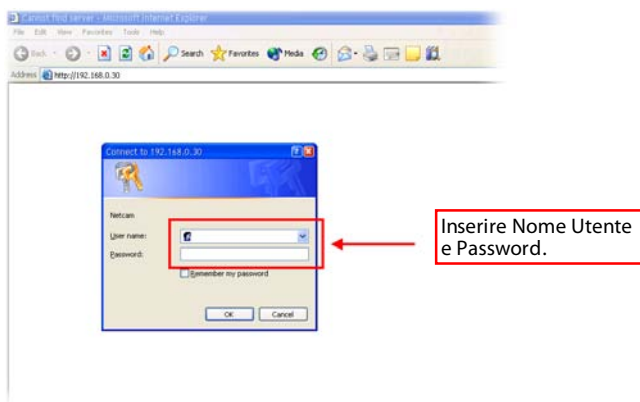 Cannot find server - Microsoft Internet Explorer
File Edit View Favorites Tools Help
Back Search Favorites Media
Address http://192.168.0.30
Connect to 192.168.0.30
Netcam
User name:
Password:
Remember my password
OK Cancel
Inserire Nome Utente
e Password.